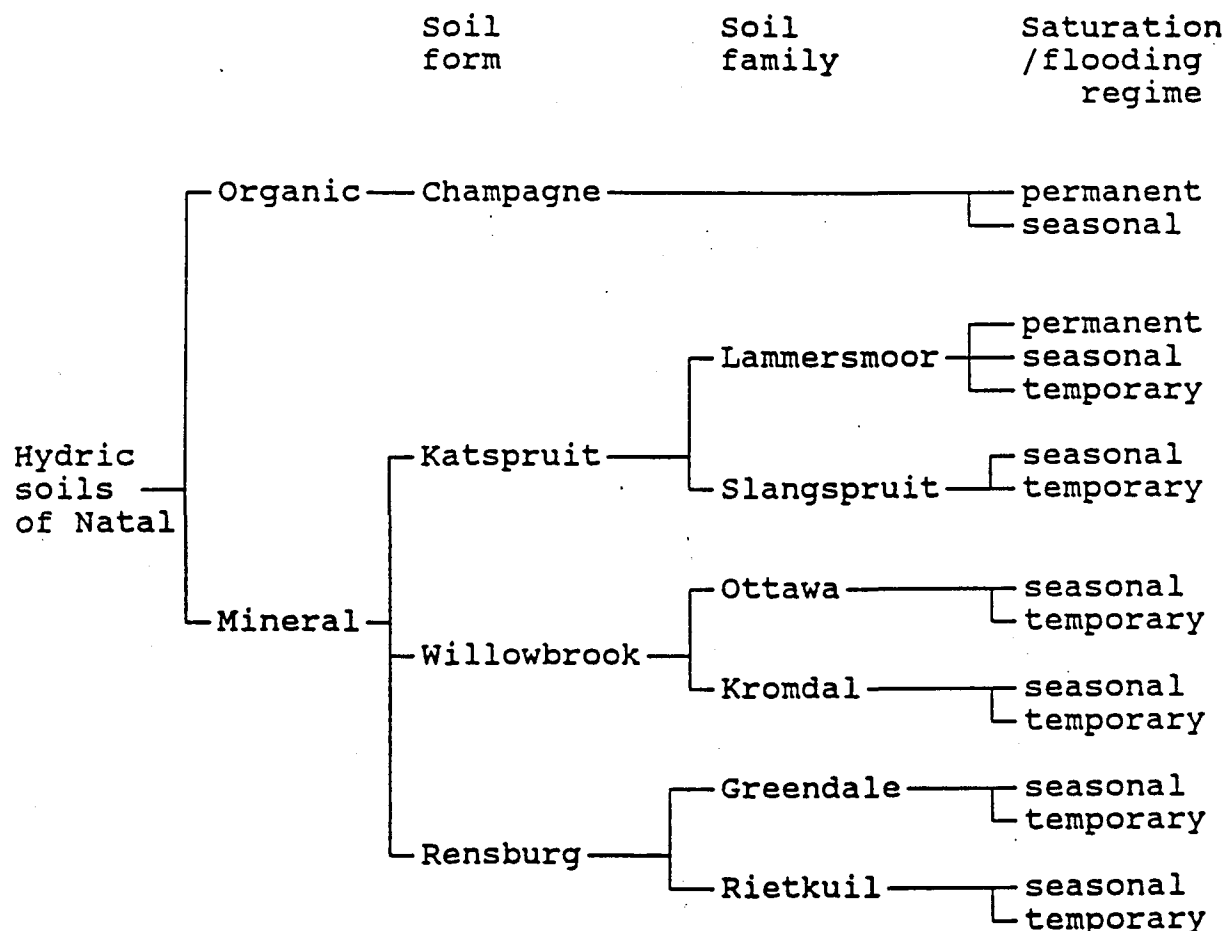 Soil Soil Saturation
form family /flooding
regime
Organic Champagne permanent
seasonal
permanent
Lammersmoor seasonal
temporary
Hydric Katspruit seasonal
soils Slangspruit temporary
of Natal
Ottawa seasonal
Mineral temporary
Willowbrook
Kromdal seasonal
temporary
Greendale seasonal
temporary
Rensburg
Rietkuil seasonal
temporary